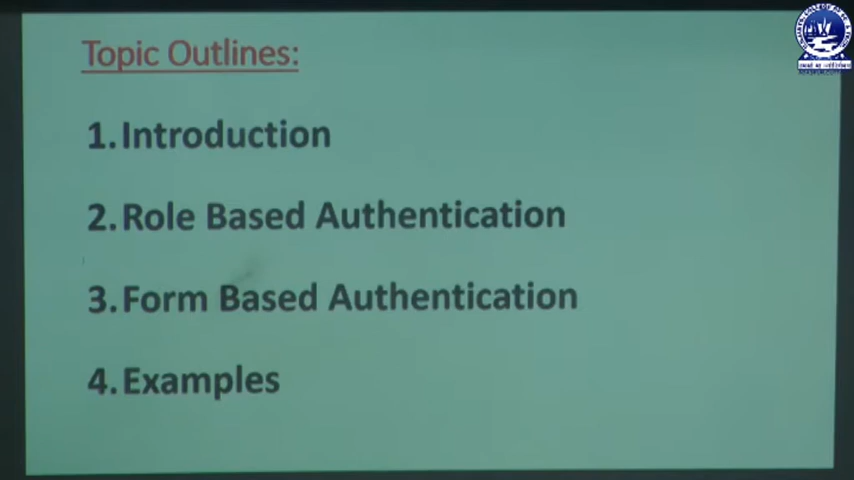 Topic Outlines:
1. Introduction
2. Role Based Authentication
3. Form Based Authentication
4. Examples